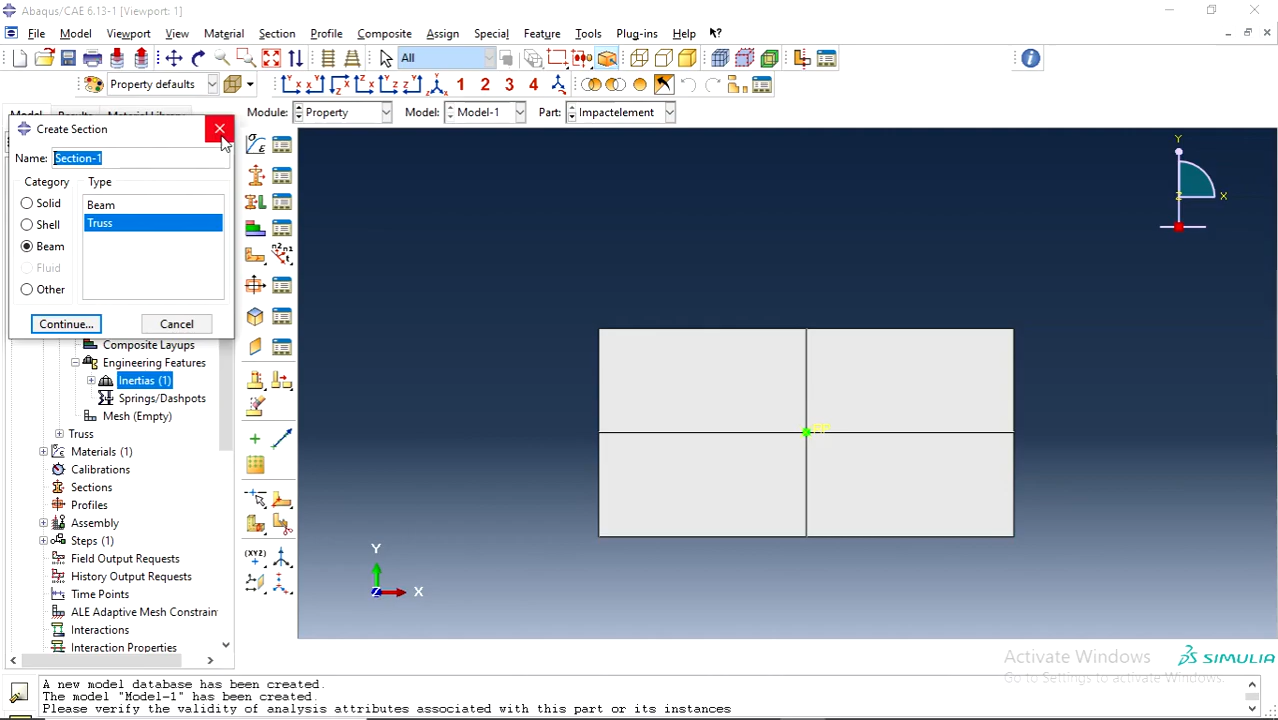 Abaqus/CAE 6.13-1 [Viewport: 1]
File Model Viewport View Material Section Profile Composite Assign Special Feature Tools Plug-ins Help
All
Property defaults
1 2 3 4
Module: Property Model: Model-1 Part: Impactelement
Create Section
Name: Section-1
Category Type
Solid
Shell
Beam
Fluid
Other
Beam
Truss
Continue... Cancel
Composite Layups
Engineering Features
Inertias (1)
Springs/Dashpots
Mesh (Empty)
Truss
Materials (1)
Calibrations
Sections
Profiles
Assembly
Steps (1)
Field Output Requests
History Output Requests
Time Points
ALE Adaptive Mesh Constrain
Interactions
Interaction Properties
Y
Z X
RP
Y
Z X
Activate Windows
Go to Settings to activate Windows.
SIMULIA
A new model database has been created.
The model "Model-1" has been created.
Please verify the validity of analysis attributes associated with this part or its instances